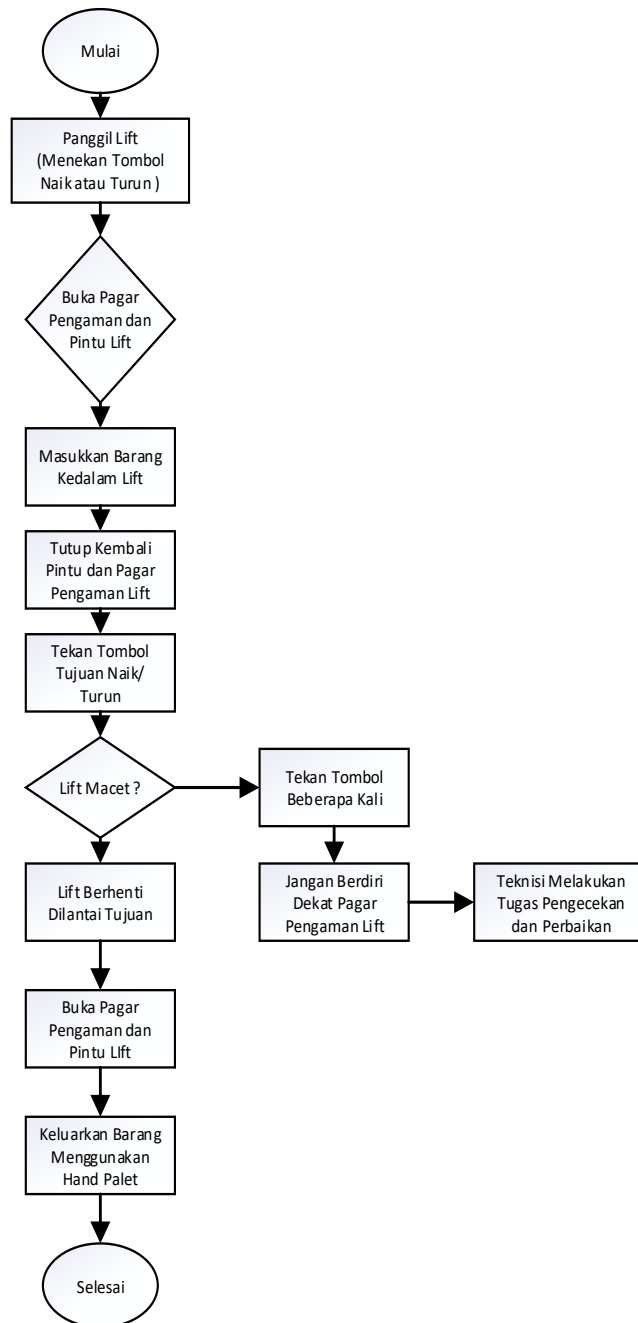 Mulai
Panggil Lift
(Menekan Tombol
Naik atau Turun )
Buka Pagar
Pengaman dan
Pintu Lift
Masukkan Barang
Kedalam Lift
Tutup Kembali
Pintu dan Pagar
Pengaman Lift
Tekan Tombol
Tujuan Naik/
Turun
Lift Macet ?
Tekan Tombol
Beberapa Kali
Lift Berhenti
Dilantai Tujuan
Jangan Berdiri
Dekat Pagar
Pengaman Lift
Teknisi Melakukan
Tugas Pengecekan
dan Perbaikan
Buka Pagar
Pengaman dan
Pintu LIft
Keluarkan Barang
Menggunakan
Hand Palet
Selesai